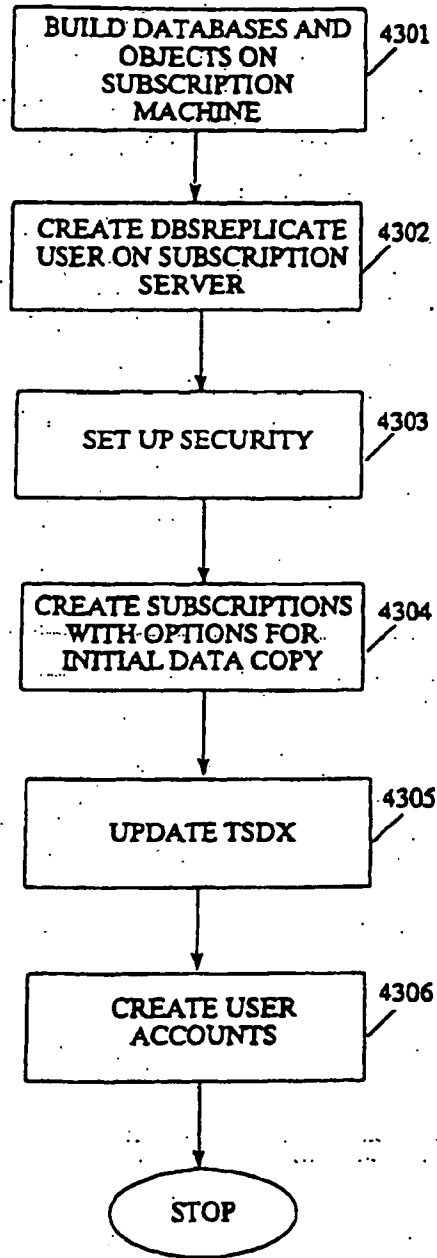 BUILD DATABASES AND
OBJECTS ON
SUBSCRIPTION
MACHINE
4301
CREATE DBSREPLICATE
USER ON SUBSCRIPTION
SERVER
4302
SET UP SECURITY
4303
CREATE SUBSCRIPTIONS
WITH OPTIONS FOR
INITIAL DATA COPY
4304
UPDATE TSDX
4305
CREATE USER
ACCOUNTS
4306
STOP